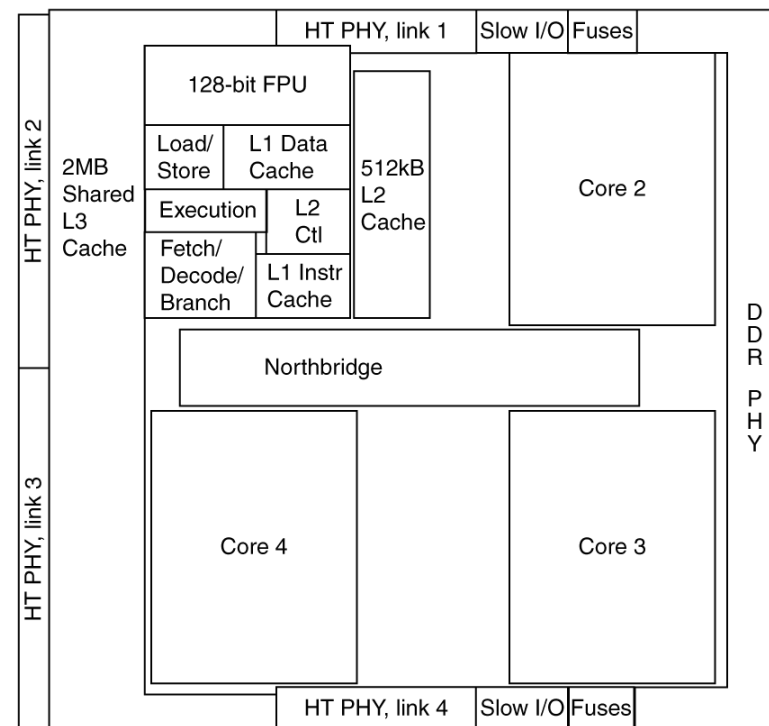 HT PHY, link 1
Slow I/O
Fuses
HT PHY, link 2
2MB
Shared
L3
Cache
128-bit FPU
Load/
Store
L1 Data
Cache
Execution
L2
Ctl
Fetch/
Decode/
Branch
L1 Instr
Cache
512kB
L2
Cache
Core 2
Northbridge
DDR PHY
HT PHY, link 3
Core 4
Core 3
HT PHY, link 4
Slow I/O
Fuses